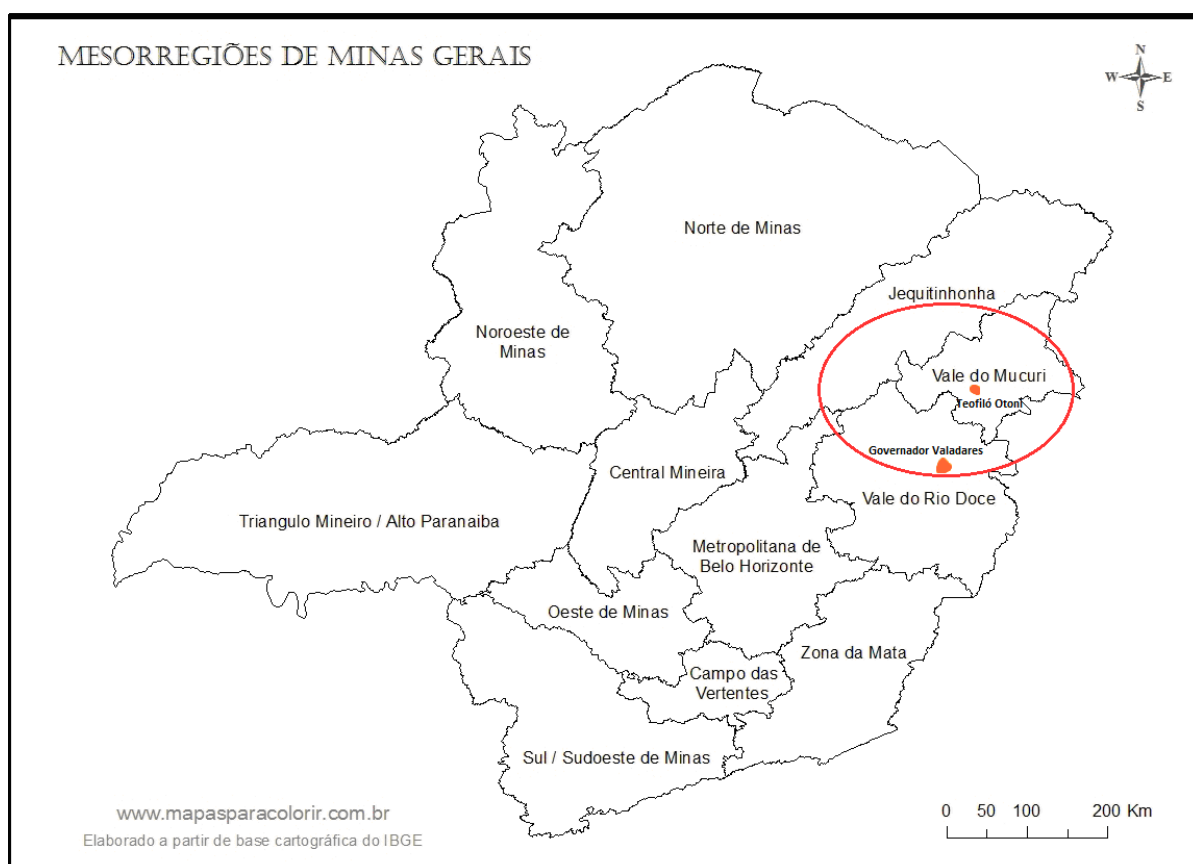 MESORREGIÕES DE MINAS GERAIS
N
W
E
S
Norte de Minas
Jequitinhonha
Noroeste de
Minas
Vale do Mucuri
Teofiló Otoni
Governador Valadares
Central Mineira
Vale do Rio Doce
Triangulo Mineiro / Alto Paranaiba
Metropolitana de
Belo Horizonte
Oeste de Minas
Zona da Mata
Campo das
Vertentes
Sul / Sudoeste de Minas
www.mapasparacolorir.com.br
Elaborado a partir de base cartográfica do IBGE
0 50 100 200 Km